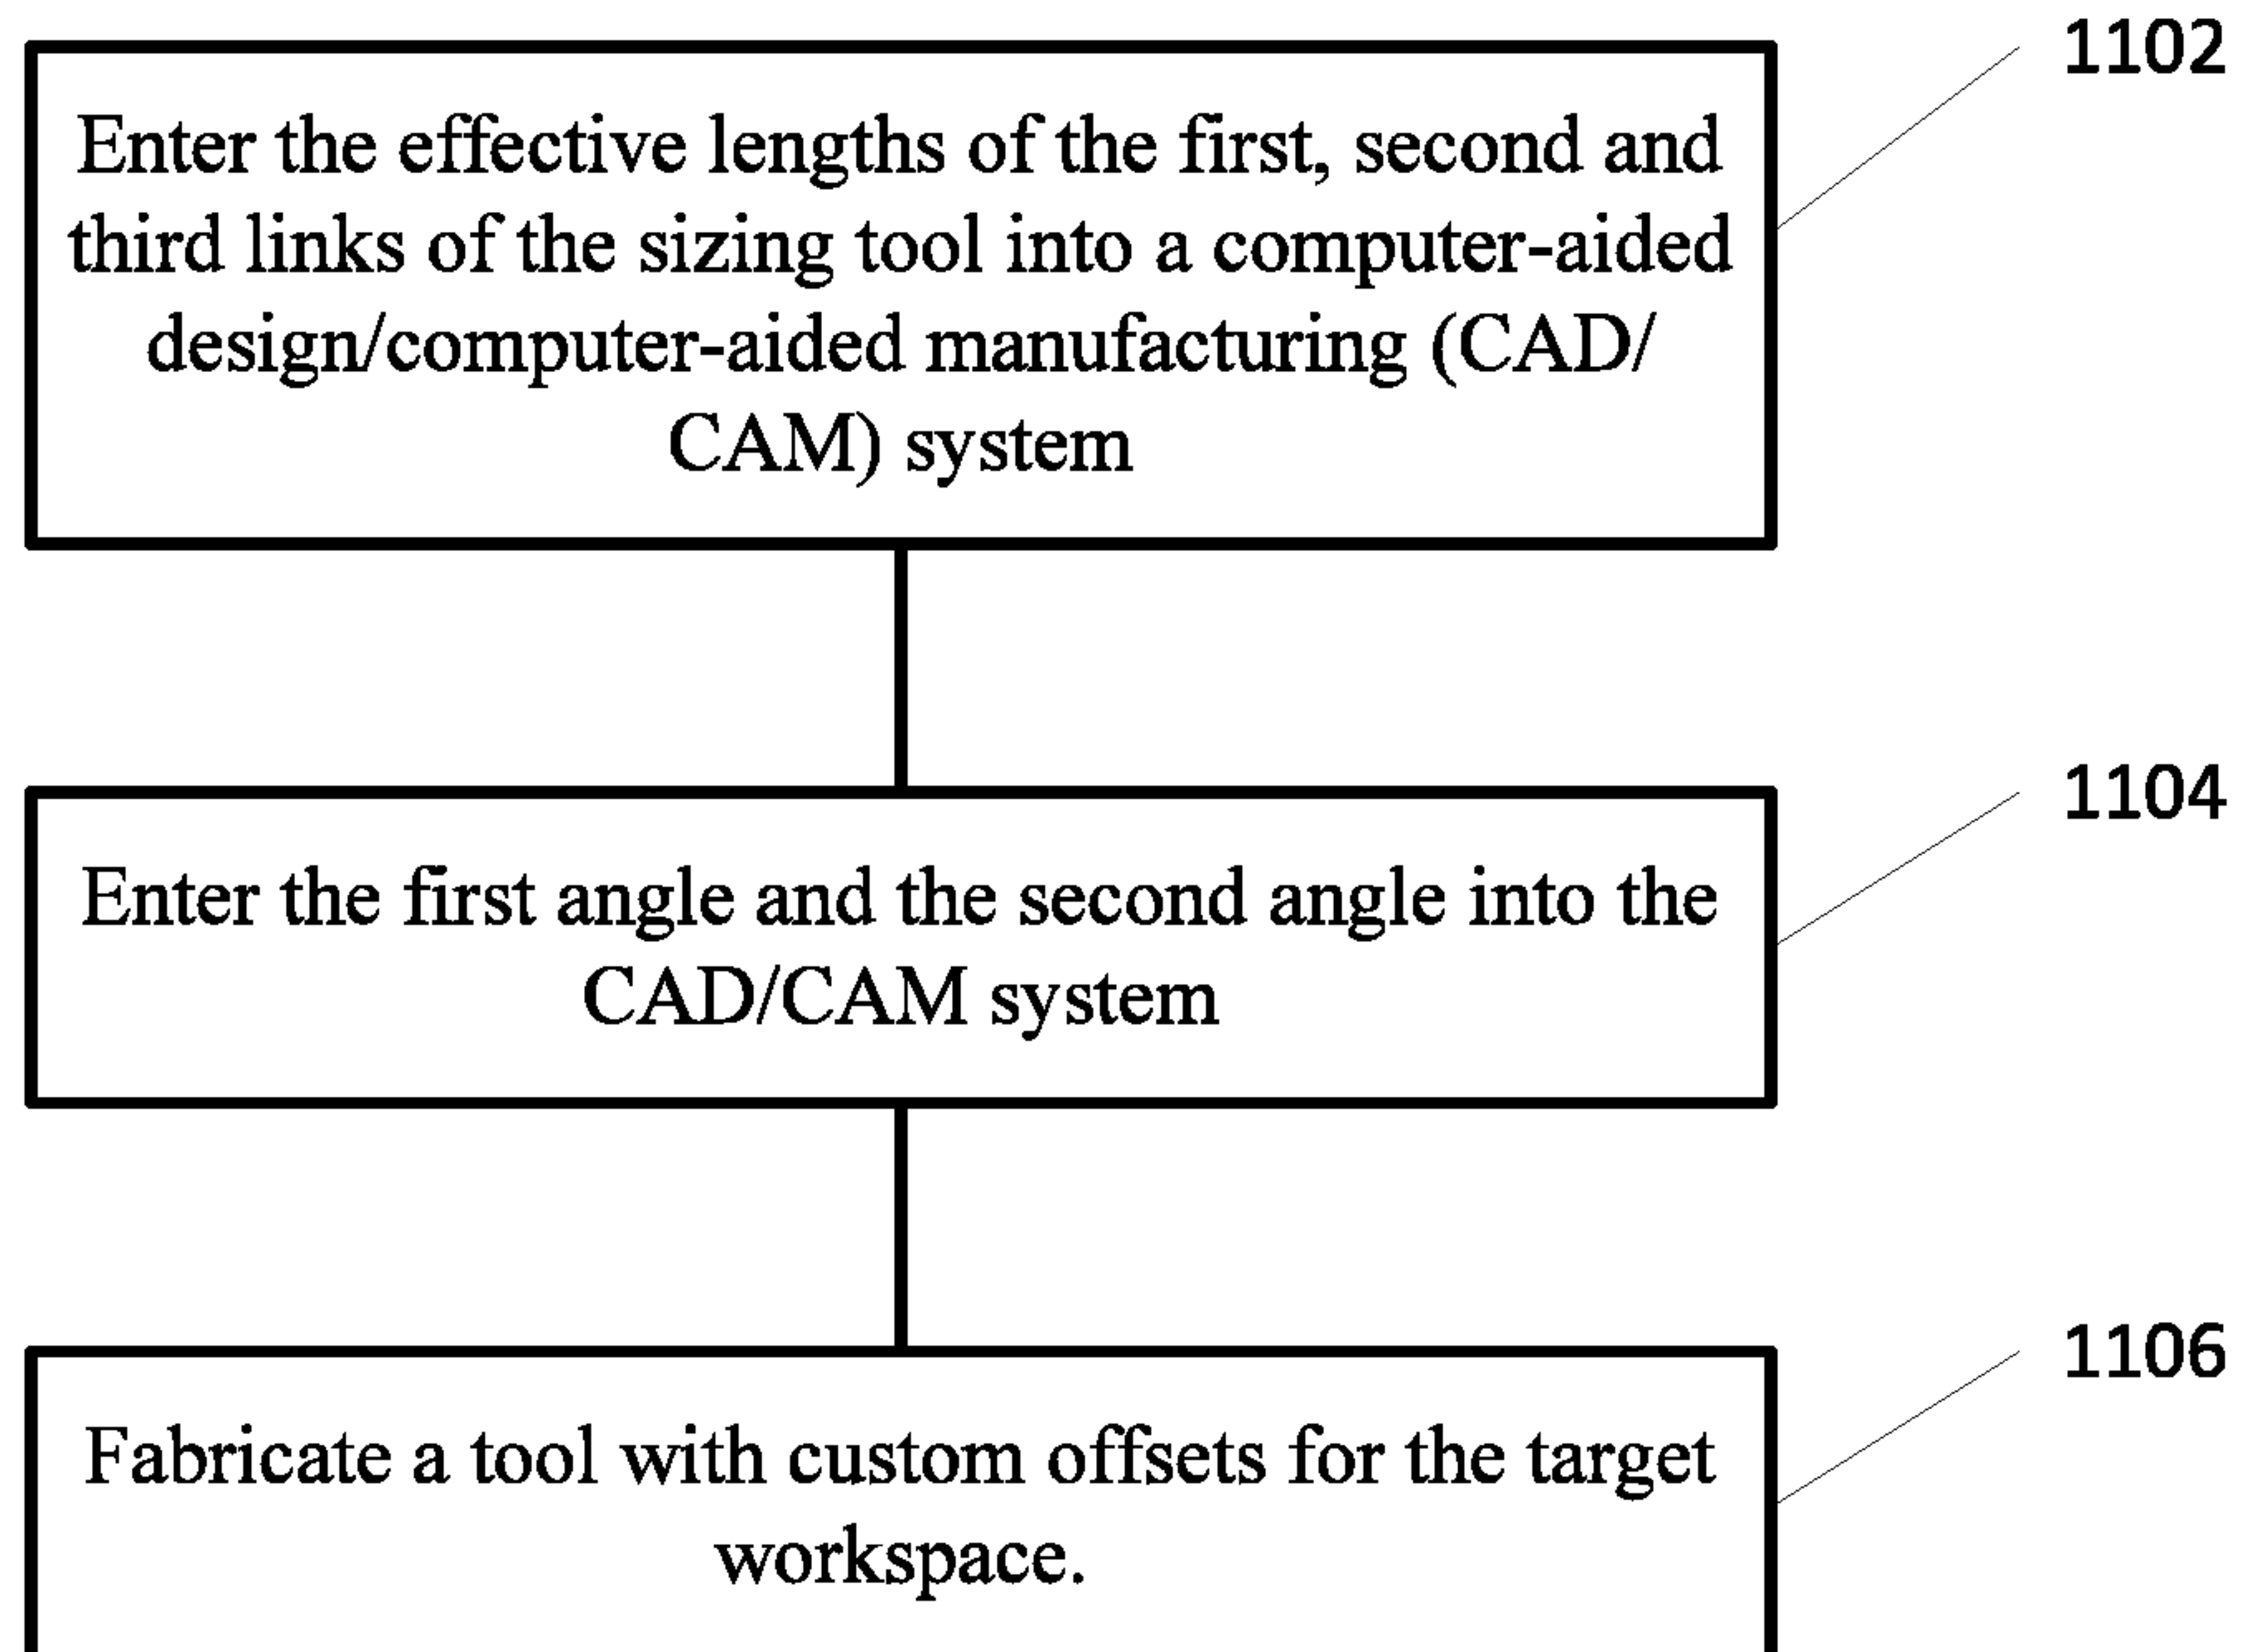 1102
Enter the effective lengths of the first, second and
third links of the sizing tool into a computer-aided
design/computer-aided manufacturing (CAD/
CAM) system
1104
Enter the first angle and the second angle into the
CAD/CAM system
1106
Fabricate a tool with custom offsets for the target
workspace.